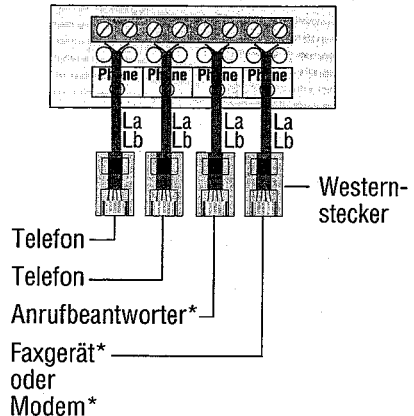 Phone Phone Phone Phone
La La La La
Lb Lb Lb Lb
Western-
stecker
Telefon
Telefon
Anrufbeantworter*
Faxgerät*
oder
Modem*